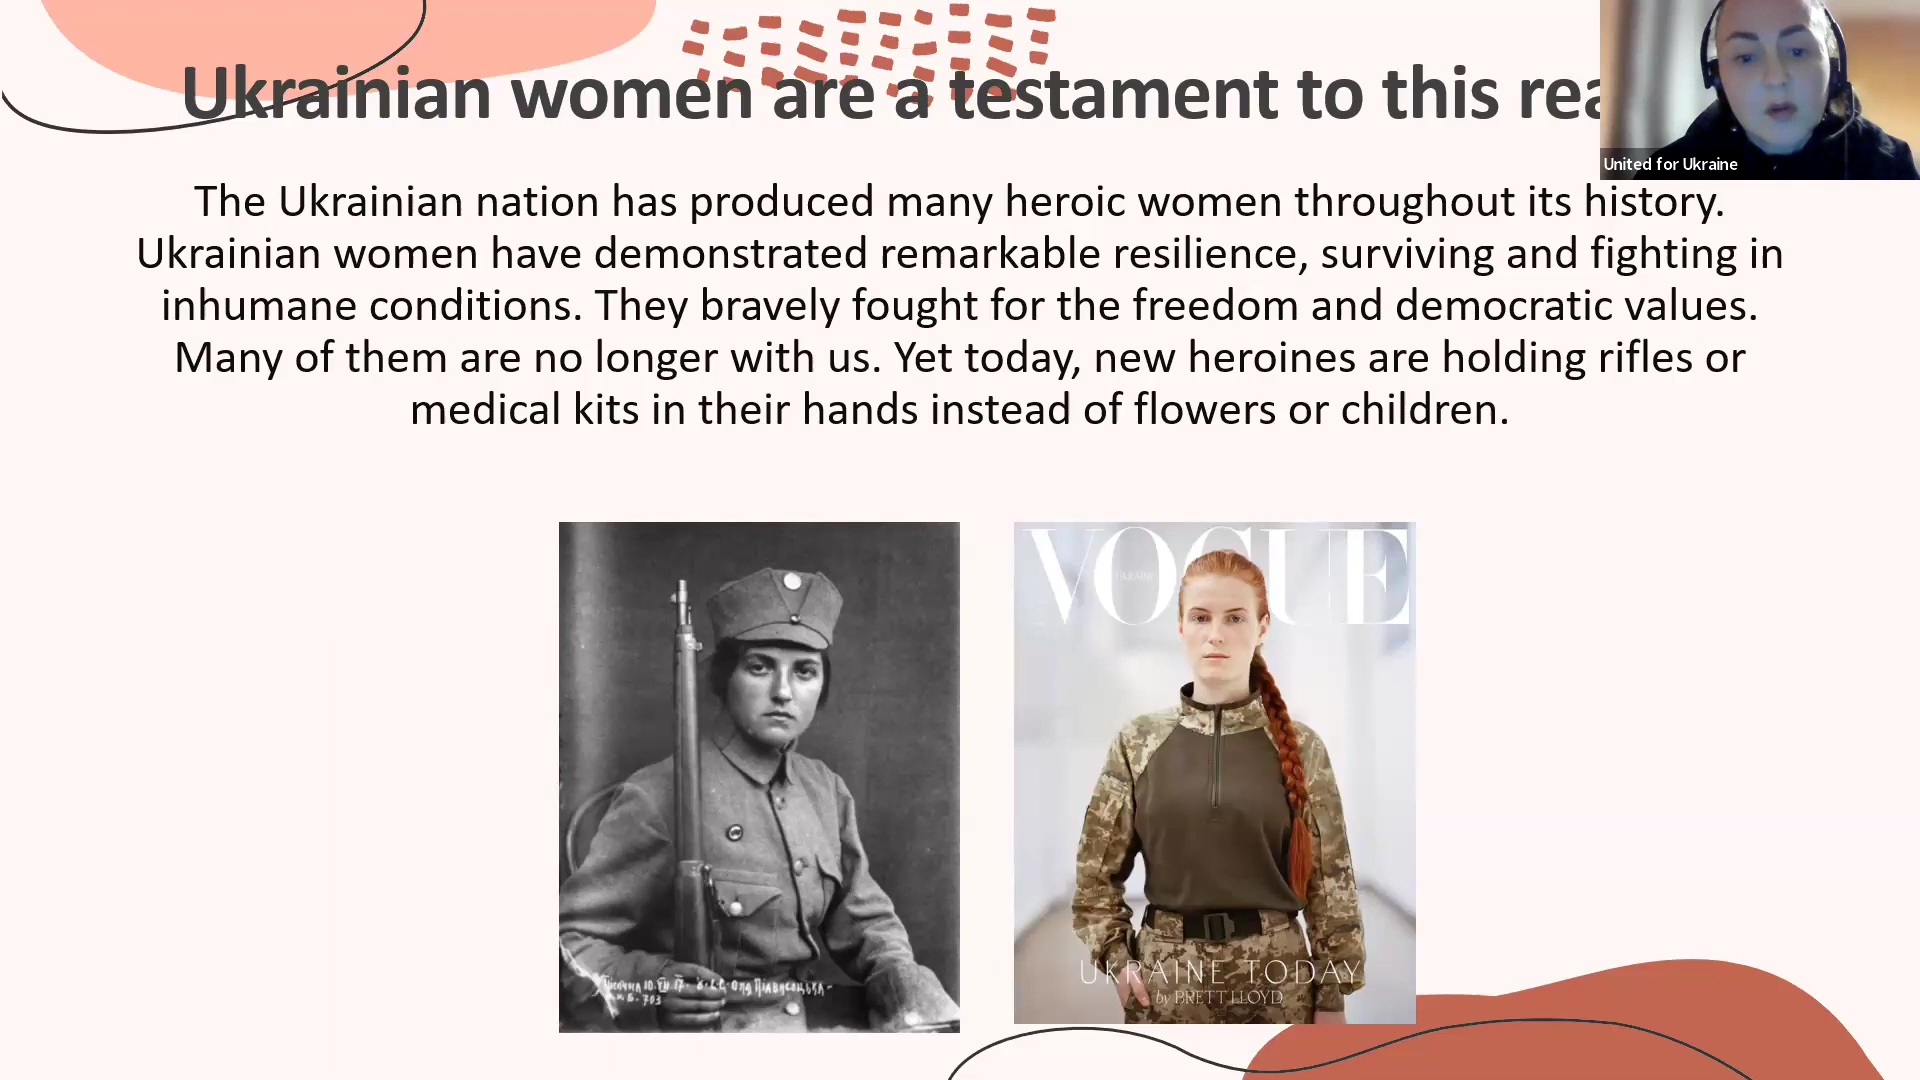 Ukrainian women are a testament to this rea
United for Ukraine
The Ukrainian nation has produced many heroic women throughout its history.
Ukrainian women have demonstrated remarkable resilience, surviving and fighting in
inhumane conditions. They bravely fought for the freedom and democratic values.
Many of them are no longer with us. Yet today, new heroines are holding rifles or
medical kits in their hands instead of flowers or children.
VOGUE
UKRAINE
UKRAINE TODAY
by BRETT LLOYD